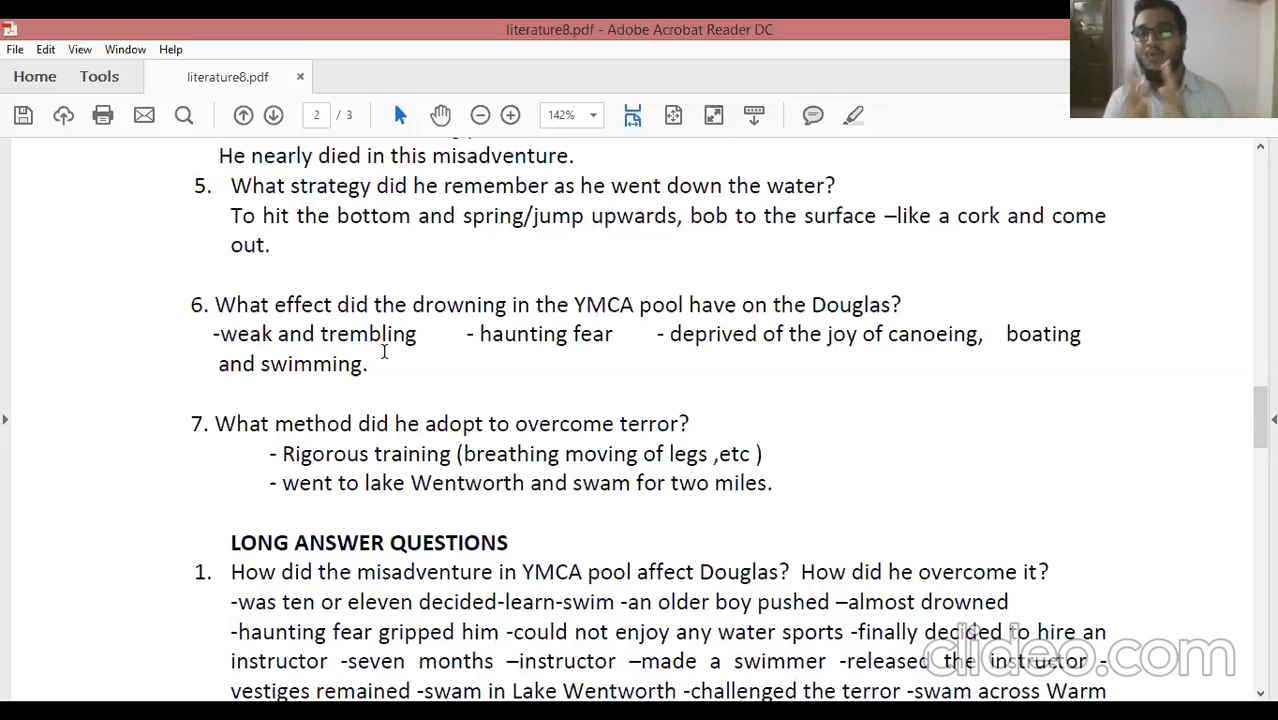 literature8.pdf - Adobe Acrobat Reader DC
File Edit View Window Help
Home Tools literature8.pdf ×
2 / 3 142%
He nearly died in this misadventure.
5. What strategy did he remember as he went down the water?
To hit the bottom and spring/jump upwards, bob to the surface –like a cork and come
out.
6. What effect did the drowning in the YMCA pool have on the Douglas?
-weak and trembling - haunting fear - deprived of the joy of canoeing, boating
and swimming.
7. What method did he adopt to overcome terror?
- Rigorous training (breathing moving of legs ,etc )
- went to lake Wentworth and swam for two miles.
LONG ANSWER QUESTIONS
1. How did the misadventure in YMCA pool affect Douglas? How did he overcome it?
-was ten or eleven decided-learn-swim -an older boy pushed –almost drowned
-haunting fear gripped him -could not enjoy any water sports -finally decided to hire an
instructor -seven months –instructor –made a swimmer -released the instructor -
vestiges remained -swam in Lake Wentworth -challenged the terror -swam across Warm
clideo.com